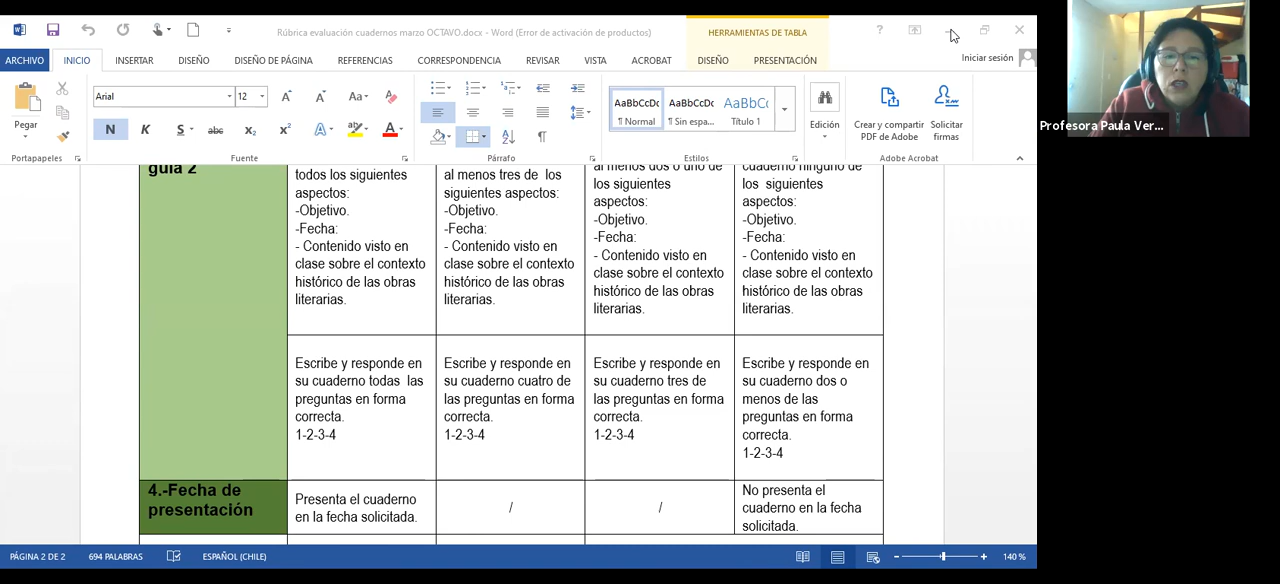 Rúbrica evaluación cuadernos marzo OCTAVO.docx - Word (Error de activación de productos)
HERRAMIENTAS DE TABLA
?
ARCHIVO INICIO INSERTAR DISEÑO DISEÑO DE PÁGINA REFERENCIAS CORRESPONDENCIA REVISAR VISTA ACROBAT DISEÑO PRESENTACIÓN Iniciar sesión
Pegar
Portapapeles
Arial 12 A A Aa
N K S abc x₂ x² A A
Fuente
Párrafo
AaBbCcDc AaBbCcDc AaBbCc
¶ Normal ¶ Sin espa... Título 1
Estilos
Edición
Crear y compartir
PDF de Adobe
Solicitar
firmas
Adobe Acrobat
Profesora Paula Ver...
guía 2
todos los siguientes
aspectos:
-Objetivo.
-Fecha:
- Contenido visto en
clase sobre el contexto
histórico de las obras
literarias.
al menos tres de los
siguientes aspectos:
-Objetivo.
-Fecha:
- Contenido visto en
clase sobre el contexto
histórico de las obras
literarias.
al menos dos o uno de
los siguientes
aspectos:
-Objetivo.
-Fecha:
- Contenido visto en
clase sobre el contexto
histórico de las obras
literarias.
cuaderno ninguno de
los siguientes
aspectos:
-Objetivo.
-Fecha:
- Contenido visto en
clase sobre el contexto
histórico de las obras
literarias.
Escribe y responde en
su cuaderno todas las
preguntas en forma
correcta.
1-2-3-4
Escribe y responde en
su cuaderno cuatro de
las preguntas en forma
correcta.
1-2-3-4
Escribe y responde en
su cuaderno tres de
las preguntas en forma
correcta.
1-2-3-4
Escribe y responde en
su cuaderno dos o
menos de las
preguntas en forma
correcta.
1-2-3-4
4.-Fecha de
presentación
Presenta el cuaderno
en la fecha solicitada.
/
/
No presenta el
cuaderno en la fecha
solicitada.
PÁGINA 2 DE 2 694 PALABRAS ESPAÑOL (CHILE) 140 %